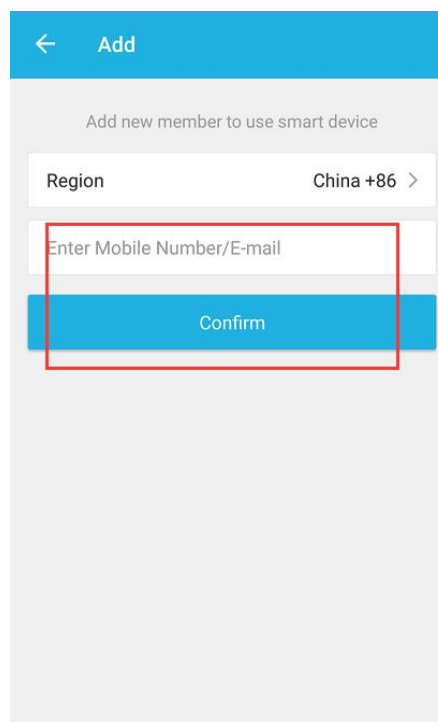 Add
Add new member to use smart device
Region China +86
Enter Mobile Number/E-mail
Confirm